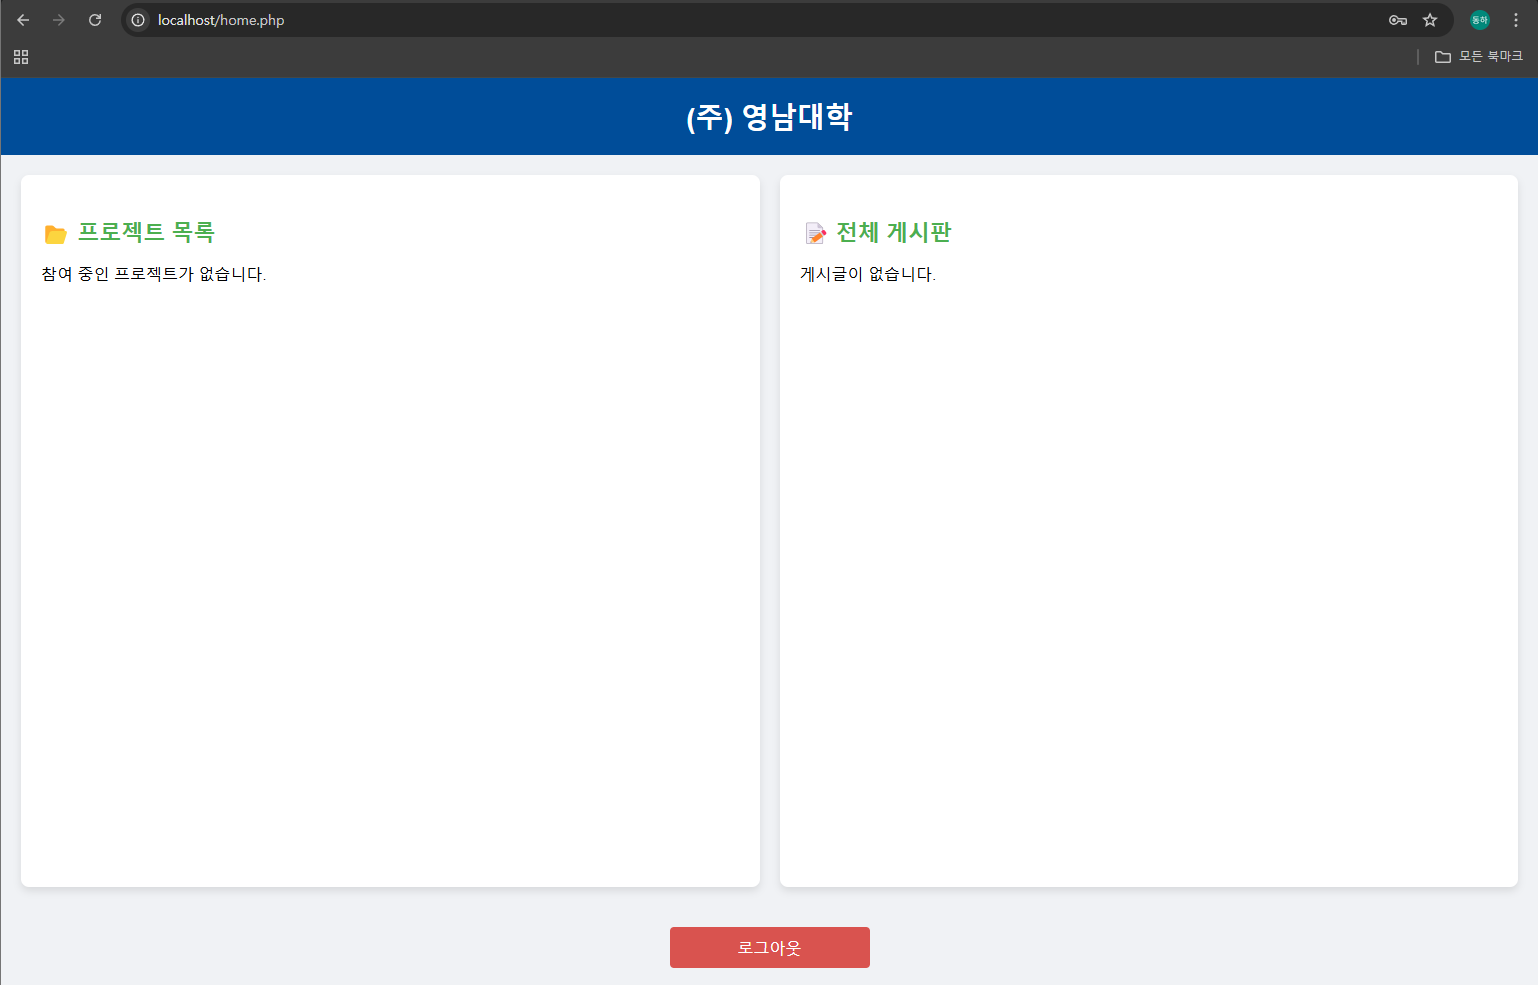 localhost/home.php
동하
모든 북마크
(주) 영남대학
프로젝트 목록
참여 중인 프로젝트가 없습니다.
전체 게시판
게시글이 없습니다.
로그아웃